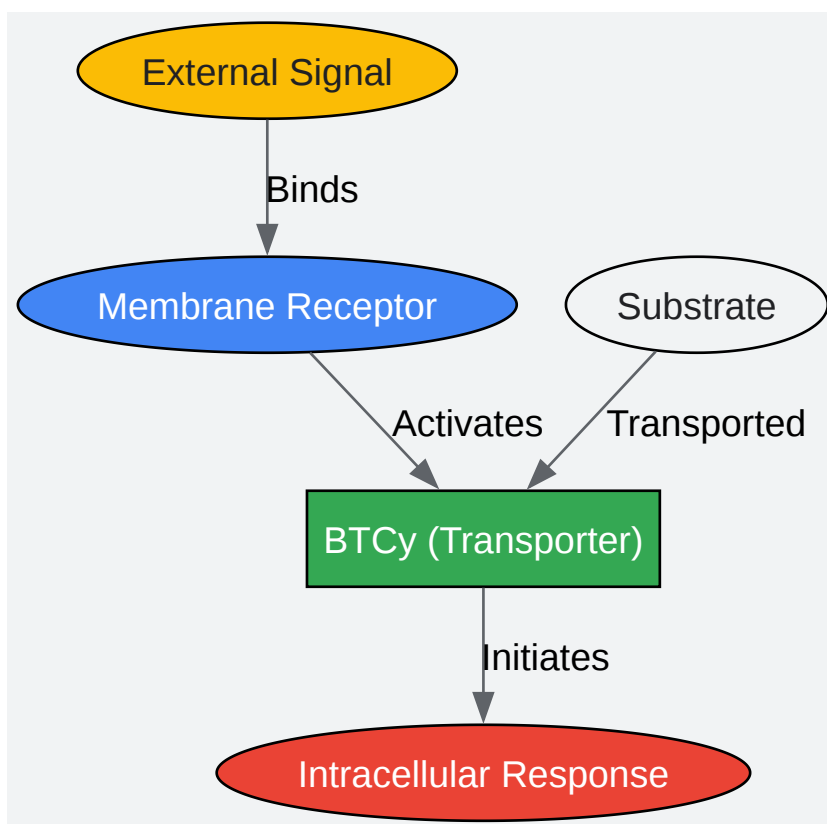 External Signal
Binds
Membrane Receptor
Substrate
Activates
Transported
BTCy (Transporter)
Initiates
Intracellular Response